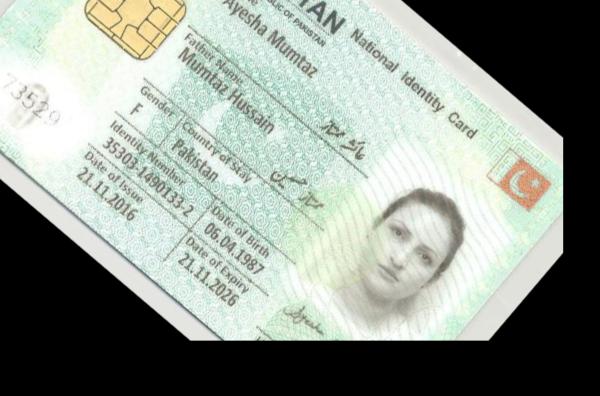 TAN National Identity Card
BLIC OF PAKISTAN
Ayesha Mumtaz
Father Name
Mumtaz Hussain
Gender
F
Country of Stay
Pakistan
Identity Number
35303-1490133-2
Date of Birth
06.04.1987
Date of Issue
21.11.2016
Date of Expiry
21.11.2026
73529